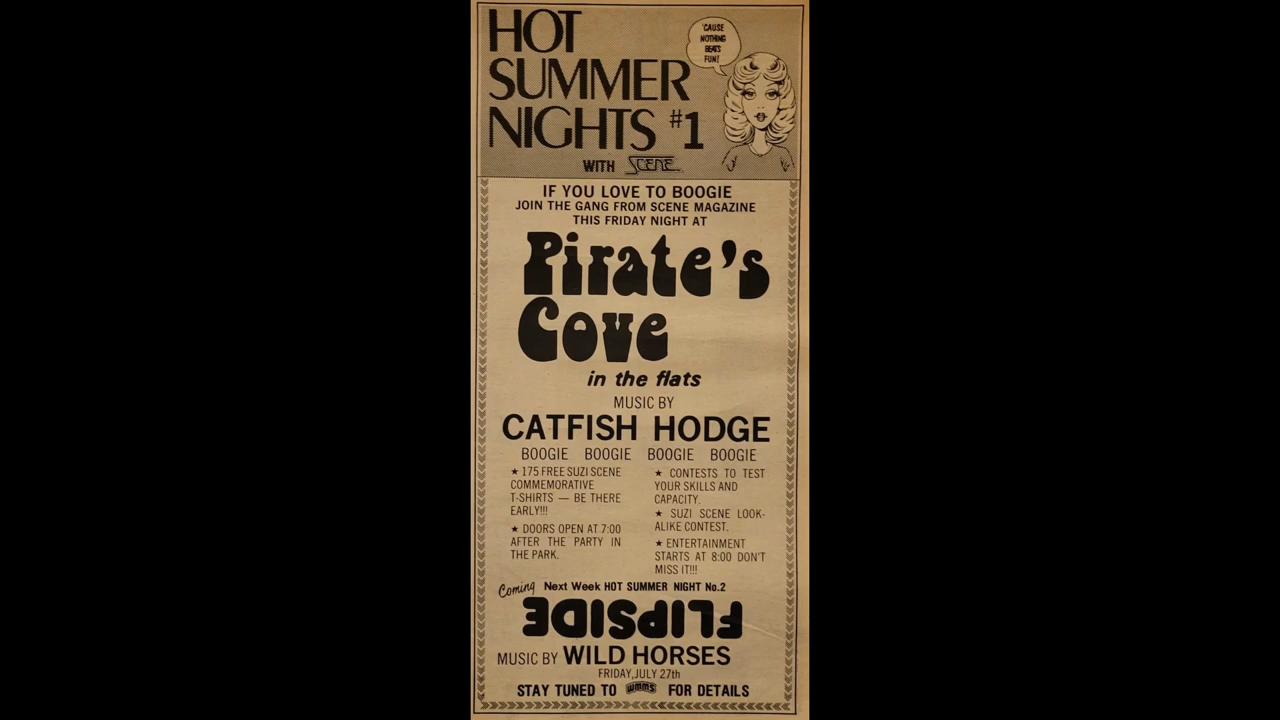 HOT
SUMMER
NIGHTS #1
'CAUSE
NOTHING
BEATS
FUN!
WITH SCENE
IF YOU LOVE TO BOOGIE
JOIN THE GANG FROM SCENE MAGAZINE
THIS FRIDAY NIGHT AT
Pirate's
Cove
in the flats
MUSIC BY
CATFISH HODGE
BOOGIE BOOGIE BOOGIE BOOGIE
★ 175 FREE SUZI SCENE
COMMEMORATIVE
T-SHIRTS — BE THERE
EARLY!!!
★ DOORS OPEN AT 7:00
AFTER THE PARTY IN
THE PARK.
★ CONTESTS TO TEST
YOUR SKILLS AND
CAPACITY.
★ SUZI SCENE LOOK-
ALIKE CONTEST.
★ ENTERTAINMENT
STARTS AT 8:00 DON'T
MISS IT!!!
Coming Next Week HOT SUMMER NIGHT No.2
FLIPSIDE
MUSIC BY WILD HORSES
FRIDAY, JULY 27th
STAY TUNED TO WMMS FOR DETAILS